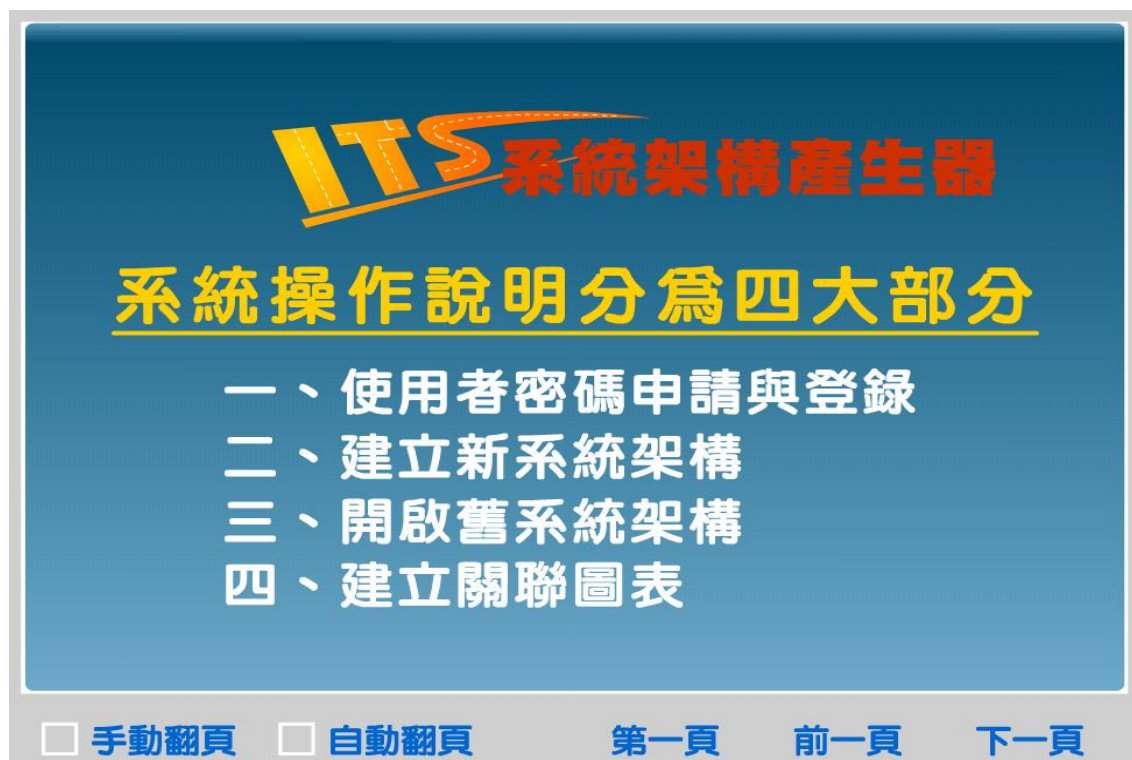 ITS系統架構產生器
系統操作說明分為四大部分
一、使用者密碼申請與登錄
二、建立新系統架構
三、開啟舊系統架構
四、建立關聯圖表
手動翻頁 自動翻頁 第一頁 前一頁 下一頁